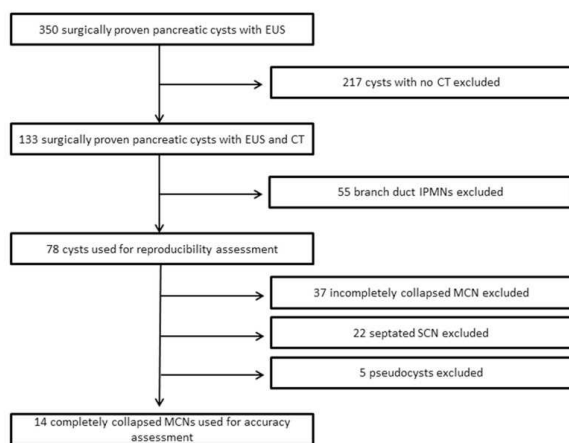 350 surgically proven pancreatic cysts with EUS
217 cysts with no CT excluded
133 surgically proven pancreatic cysts with EUS and CT
55 branch duct IPMNs excluded
78 cysts used for reproducibility assessment
37 incompletely collapsed MCN excluded
22 septated SCN excluded
5 pseudocysts excluded
14 completely collapsed MCNs used for accuracy
assessment